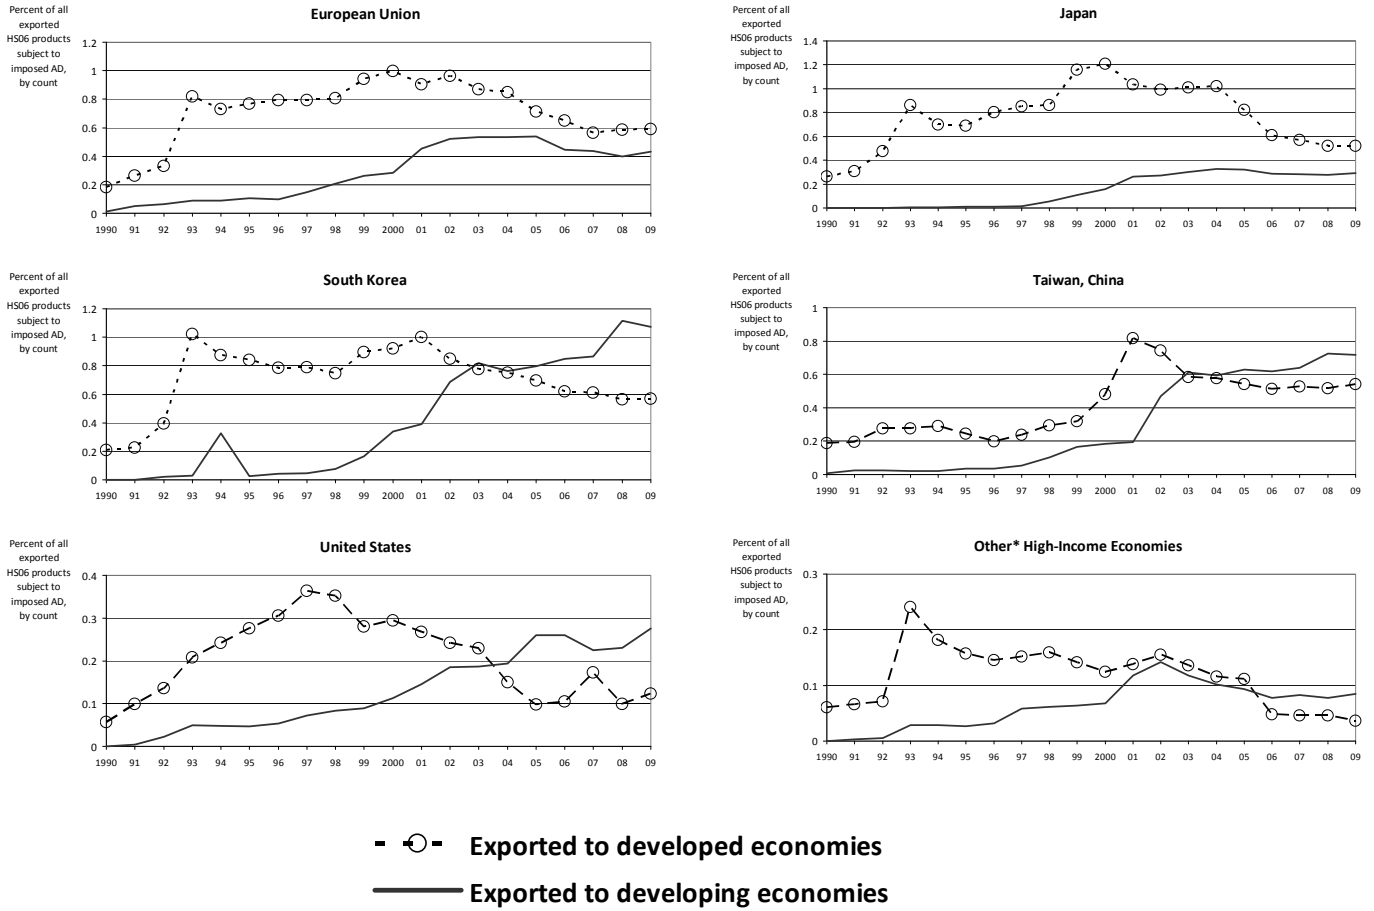 Percent of all
exported
HS06 products
subject to
imposed AD,
by count
European Union
1.2
1
0.8
0.6
0.4
0.2
0
1990 91 92 93 94 95 96 97 98 99 2000 01 02 03 04 05 06 07 08 09
Percent of all
exported
HS06 products
subject to
imposed AD,
by count
Japan
1.4
1.2
1
0.8
0.6
0.4
0.2
0
1990 91 92 93 94 95 96 97 98 99 2000 01 02 03 04 05 06 07 08 09
Percent of all
exported
HS06 products
subject to
imposed AD,
by count
South Korea
1.2
1
0.8
0.6
0.4
0.2
0
1990 91 92 93 94 95 96 97 98 99 2000 01 02 03 04 05 06 07 08 09
Percent of all
exported
HS06 products
subject to
imposed AD,
by count
Taiwan, China
1
0.8
0.6
0.4
0.2
0
1990 91 92 93 94 95 96 97 98 99 2000 01 02 03 04 05 06 07 08 09
Percent of all
exported
HS06 products
subject to
imposed AD,
by count
United States
0.4
0.3
0.2
0.1
0
1990 91 92 93 94 95 96 97 98 99 2000 01 02 03 04 05 06 07 08 09
Percent of all
exported
HS06 products
subject to
imposed AD,
by count
Other* High-Income Economies
0.3
0.2
0.1
0
1990 91 92 93 94 95 96 97 98 99 2000 01 02 03 04 05 06 07 08 09
Exported to developed economies
Exported to developing economies